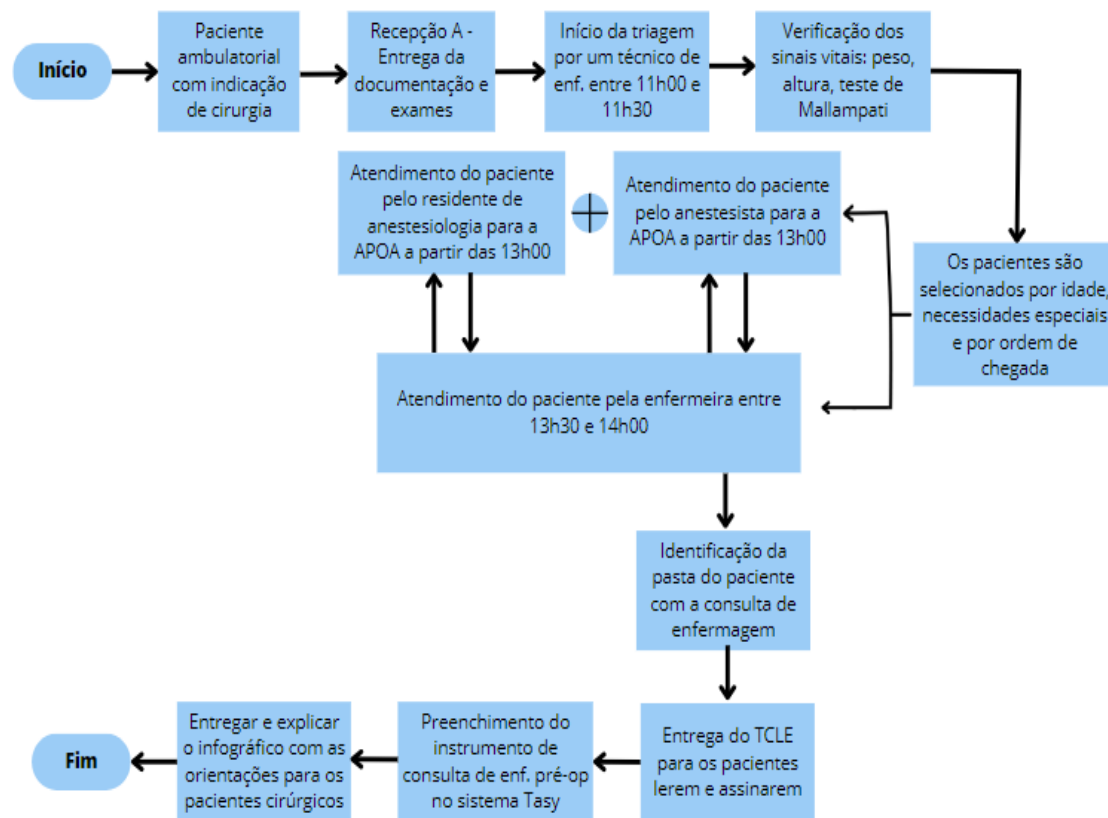 Início
Paciente
ambulatorial
com indicação
de cirurgia
Recepção A -
Entrega da
documentação e
exames
Início da triagem
por um técnico de
enf. entre 11h00 e
11h30
Verificação dos
sinais vitais: peso,
altura, teste de
Mallampati
Atendimento do paciente
pelo residente de
anestesiologia para a
APOA a partir das 13h00
Atendimento do paciente
pelo anestesista para a
APOA a partir das 13h00
Os pacientes são
selecionados por idade,
necessidades especiais
e por ordem de
chegada
Atendimento do paciente pela enfermeira entre
13h30 e 14h00
Identificação da
pasta do paciente
com a consulta de
enfermagem
Entrega do TCLE
para os pacientes
lerem e assinarem
Preenchimento do
instrumento de
consulta de enf. pré-op
no sistema Tasy
Entregar e explicar
o infográfico com as
orientações para os
pacientes cirúrgicos
Fim